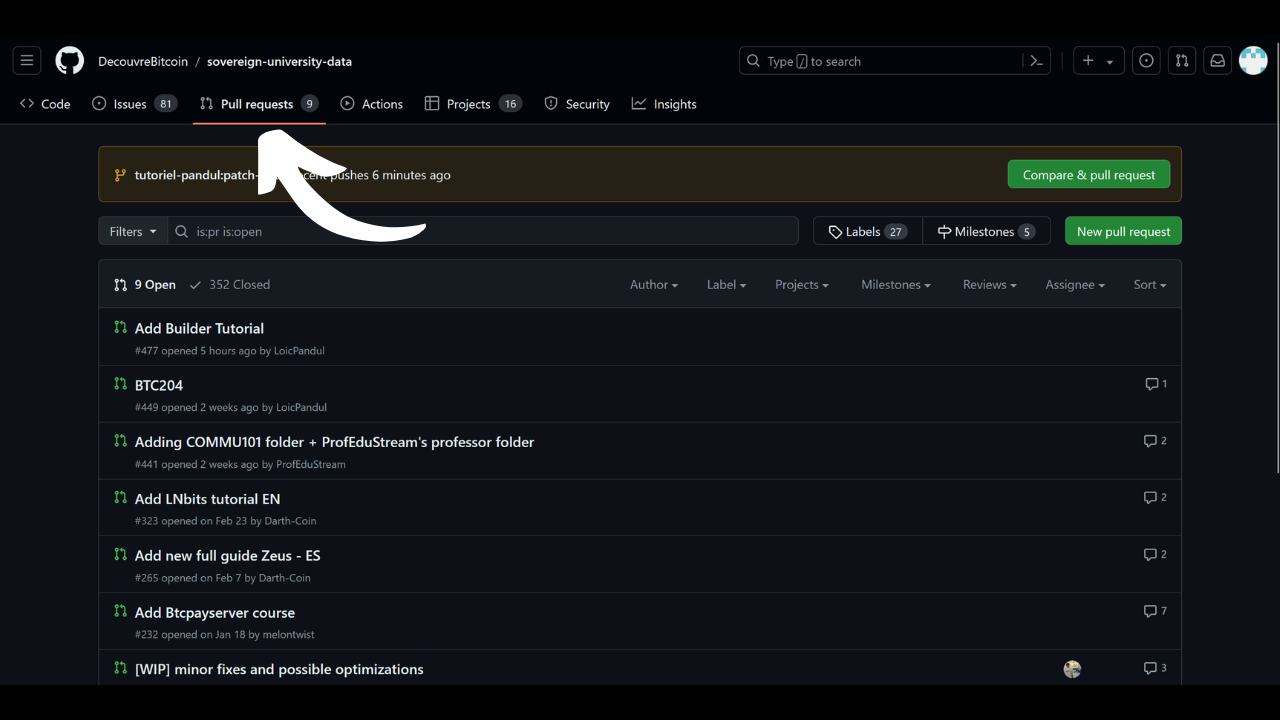 DecouvreBitcoin / sovereign-university-data
Type / to search
Code Issues 81 Pull requests 9 Actions Projects 16 Security Insights
tutoriel-pandul:patch- pushes 6 minutes ago
Compare & pull request
Filters is:pr is:open Labels 27 Milestones 5 New pull request
9 Open 352 Closed Author Label Projects Milestones Reviews Assignee Sort
Add Builder Tutorial
#477 opened 5 hours ago by LoicPandul
BTC204 1
#449 opened 2 weeks ago by LoicPandul
Adding COMMU101 folder + ProfEduStream's professor folder 2
#441 opened 2 weeks ago by ProfEduStream
Add LNbits tutorial EN 2
#323 opened on Feb 23 by Darth-Coin
Add new full guide Zeus - ES 2
#265 opened on Feb 7 by Darth-Coin
Add Btcpayserver course 7
#232 opened on Jan 18 by melontwist
[WIP] minor fixes and possible optimizations 3